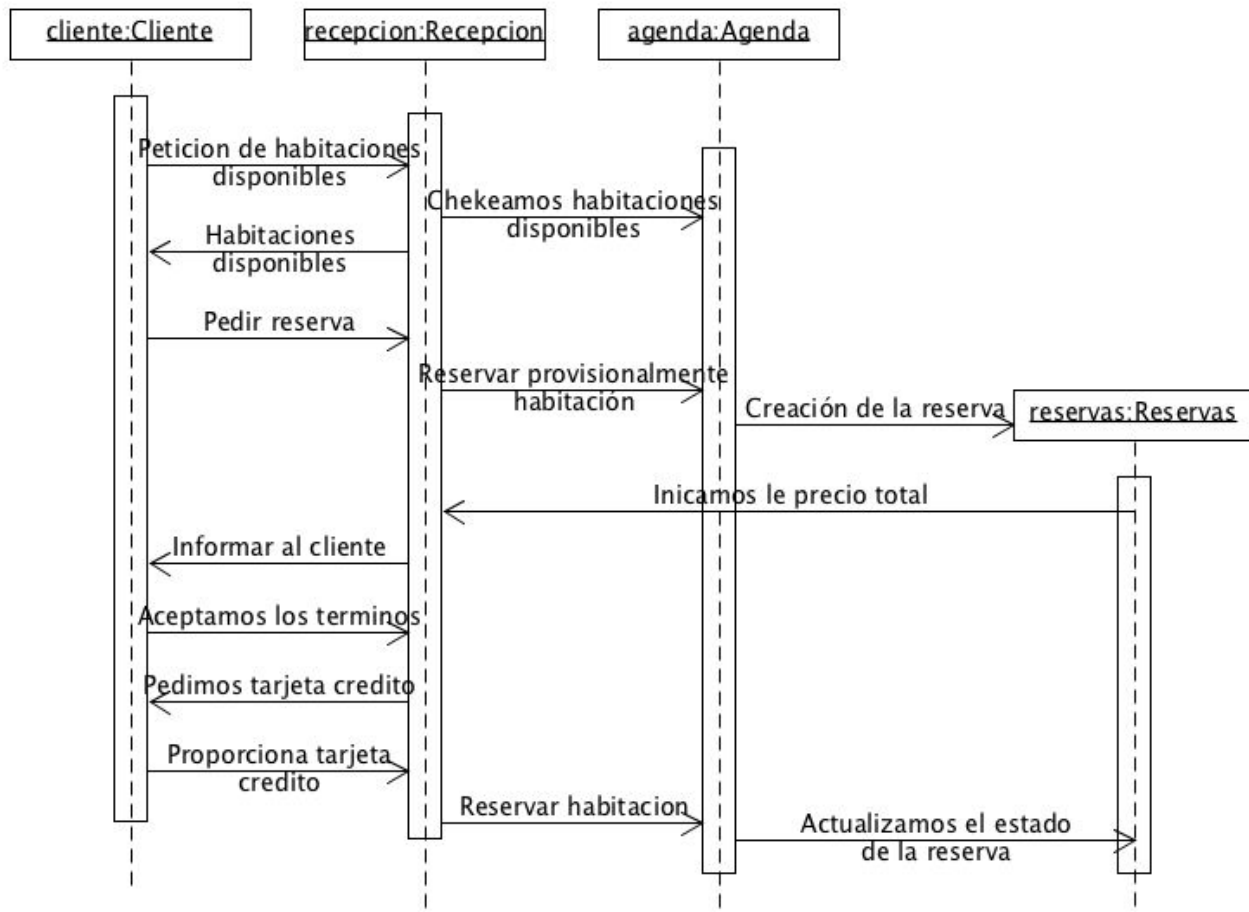 cliente:Cliente
recepcion:Recepcion
agenda:Agenda
Peticion de habitaciones
disponibles
Chekeamos habitaciones
disponibles
Habitaciones
disponibles
Pedir reserva
Reservar provisionalmente
habitación
Creación de la reserva
reservas:Reservas
Inicamos le precio total
Informar al cliente
Aceptamos los terminos
Pedimos tarjeta credito
Proporciona tarjeta
credito
Reservar habitacion
Actualizamos el estado
de la reserva